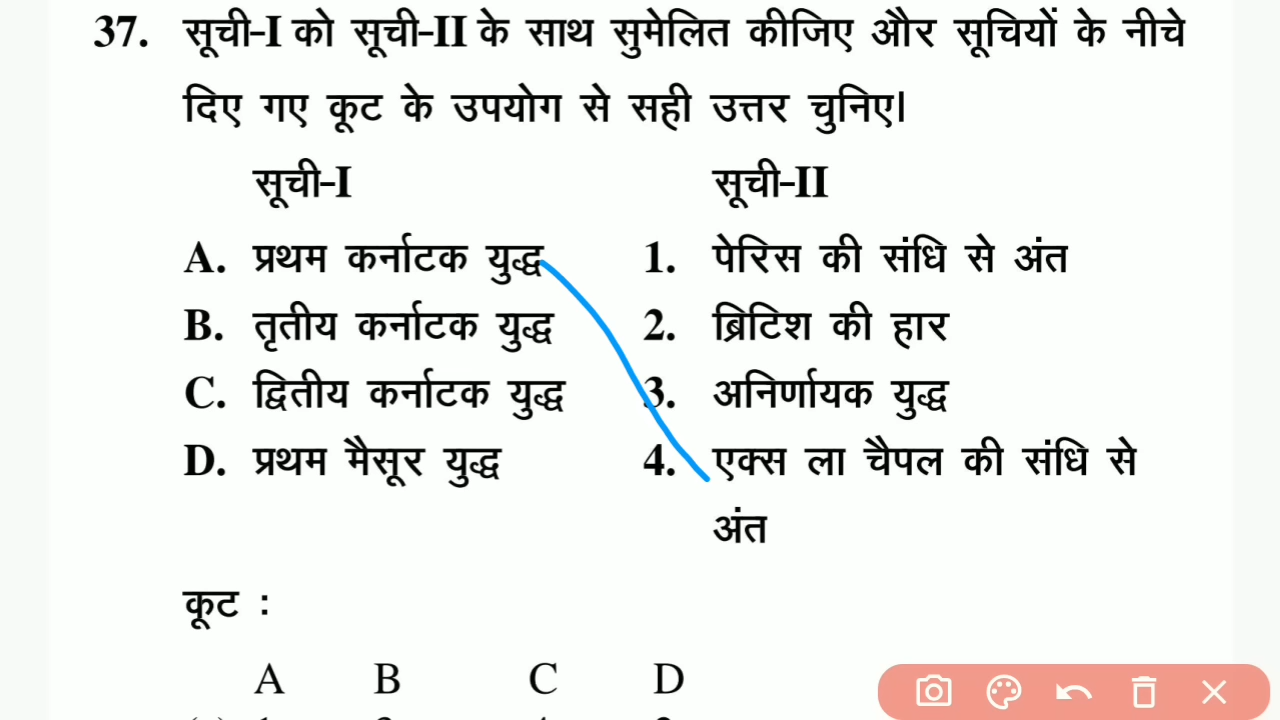 37. सूची-I को सूची-II के साथ सुमेलित कीजिए और सूचियों के नीचे
दिए गए कूट के उपयोग से सही उत्तर चुनिए।
सूची-I सूची-II
A. प्रथम कर्नाटक युद्ध 1. पेरिस की संधि से अंत
B. तृतीय कर्नाटक युद्ध 2. ब्रिटिश की हार
C. द्वितीय कर्नाटक युद्ध 3. अनिर्णायक युद्ध
D. प्रथम मैसूर युद्ध 4. एक्स ला चैपल की संधि से
अंत
कूट :
A B C D